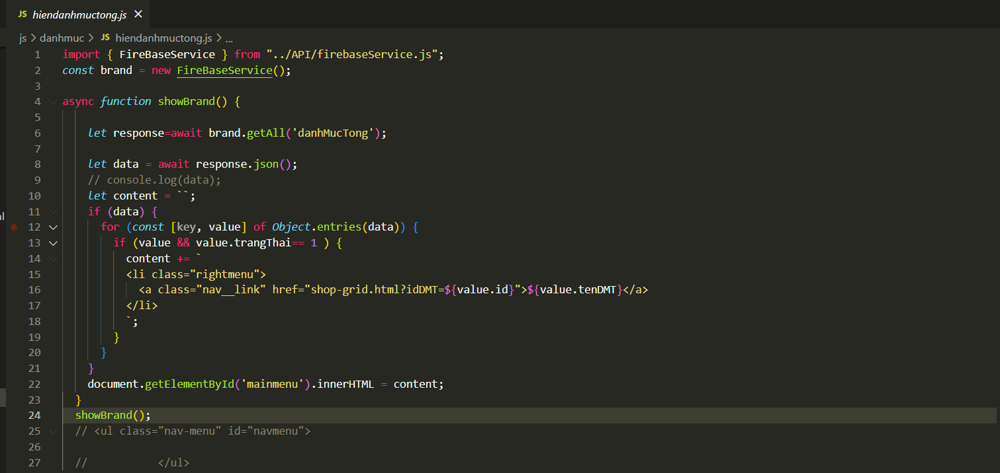 JS hiendanhmuctong.js ×
js > danhmuc > JS hiendanhmuctong.js > ...
1 import { FireBaseService } from "../API/firebaseService.js";
2 const brand = new FireBaseService();
3
4 async function showBrand() {
5
6 let response=await brand.getAll('danhMucTong');
7
8 let data = await response.json();
9 // console.log(data);
10 let content = ``;
11 if (data) {
12 for (const [key, value] of Object.entries(data)) {
13 if (value && value.trangThai== 1 ) {
14 content += `
15 <li class="rightmenu">
16 <a class="nav__link" href="shop-grid.html?idDMT=${value.id}">${value.tenDMT}</a>
17 </li>
18 `;
19 }
20 }
21 }
22 document.getElementById('mainmenu').innerHTML = content;
23 }
24 showBrand();
25 // <ul class="nav-menu" id="navmenu">
26
27 // </ul>